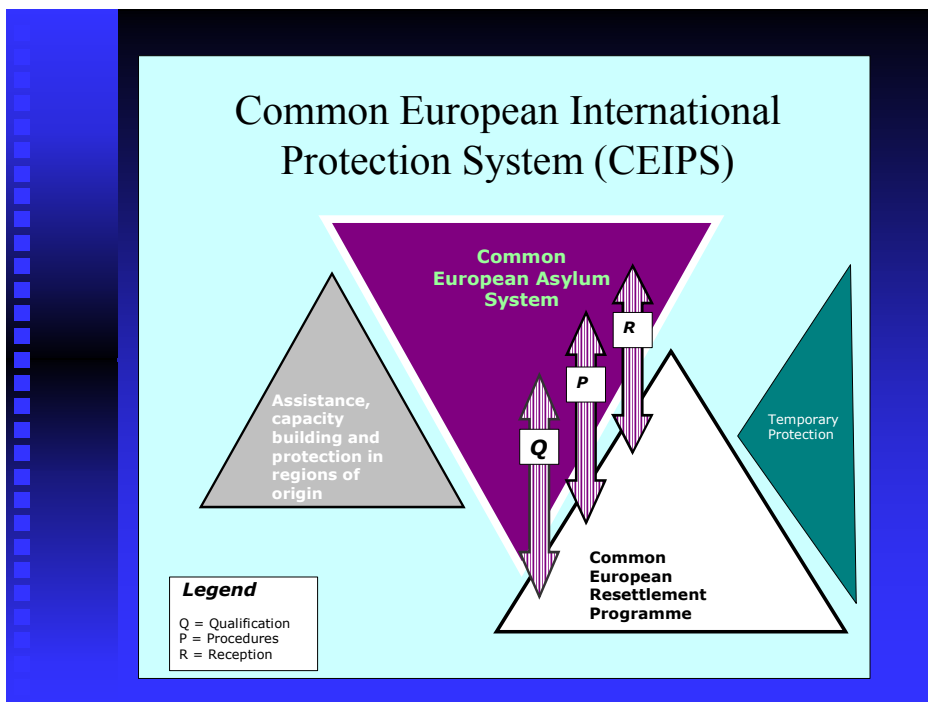 Common European International
Protection System (CEIPS)
Common
European Asylum
System
R
P
Q
Assistance,
capacity
building and
protection in
regions of
origin
Temporary
Protection
Common
European
Resettlement
Programme
Legend
Q = Qualification
P = Procedures
R = Reception